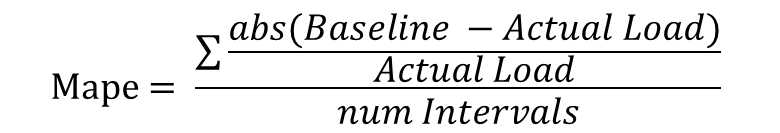 abs(Baseline − Actual Load)
∑
Actual Load
Mape =
num Intervals